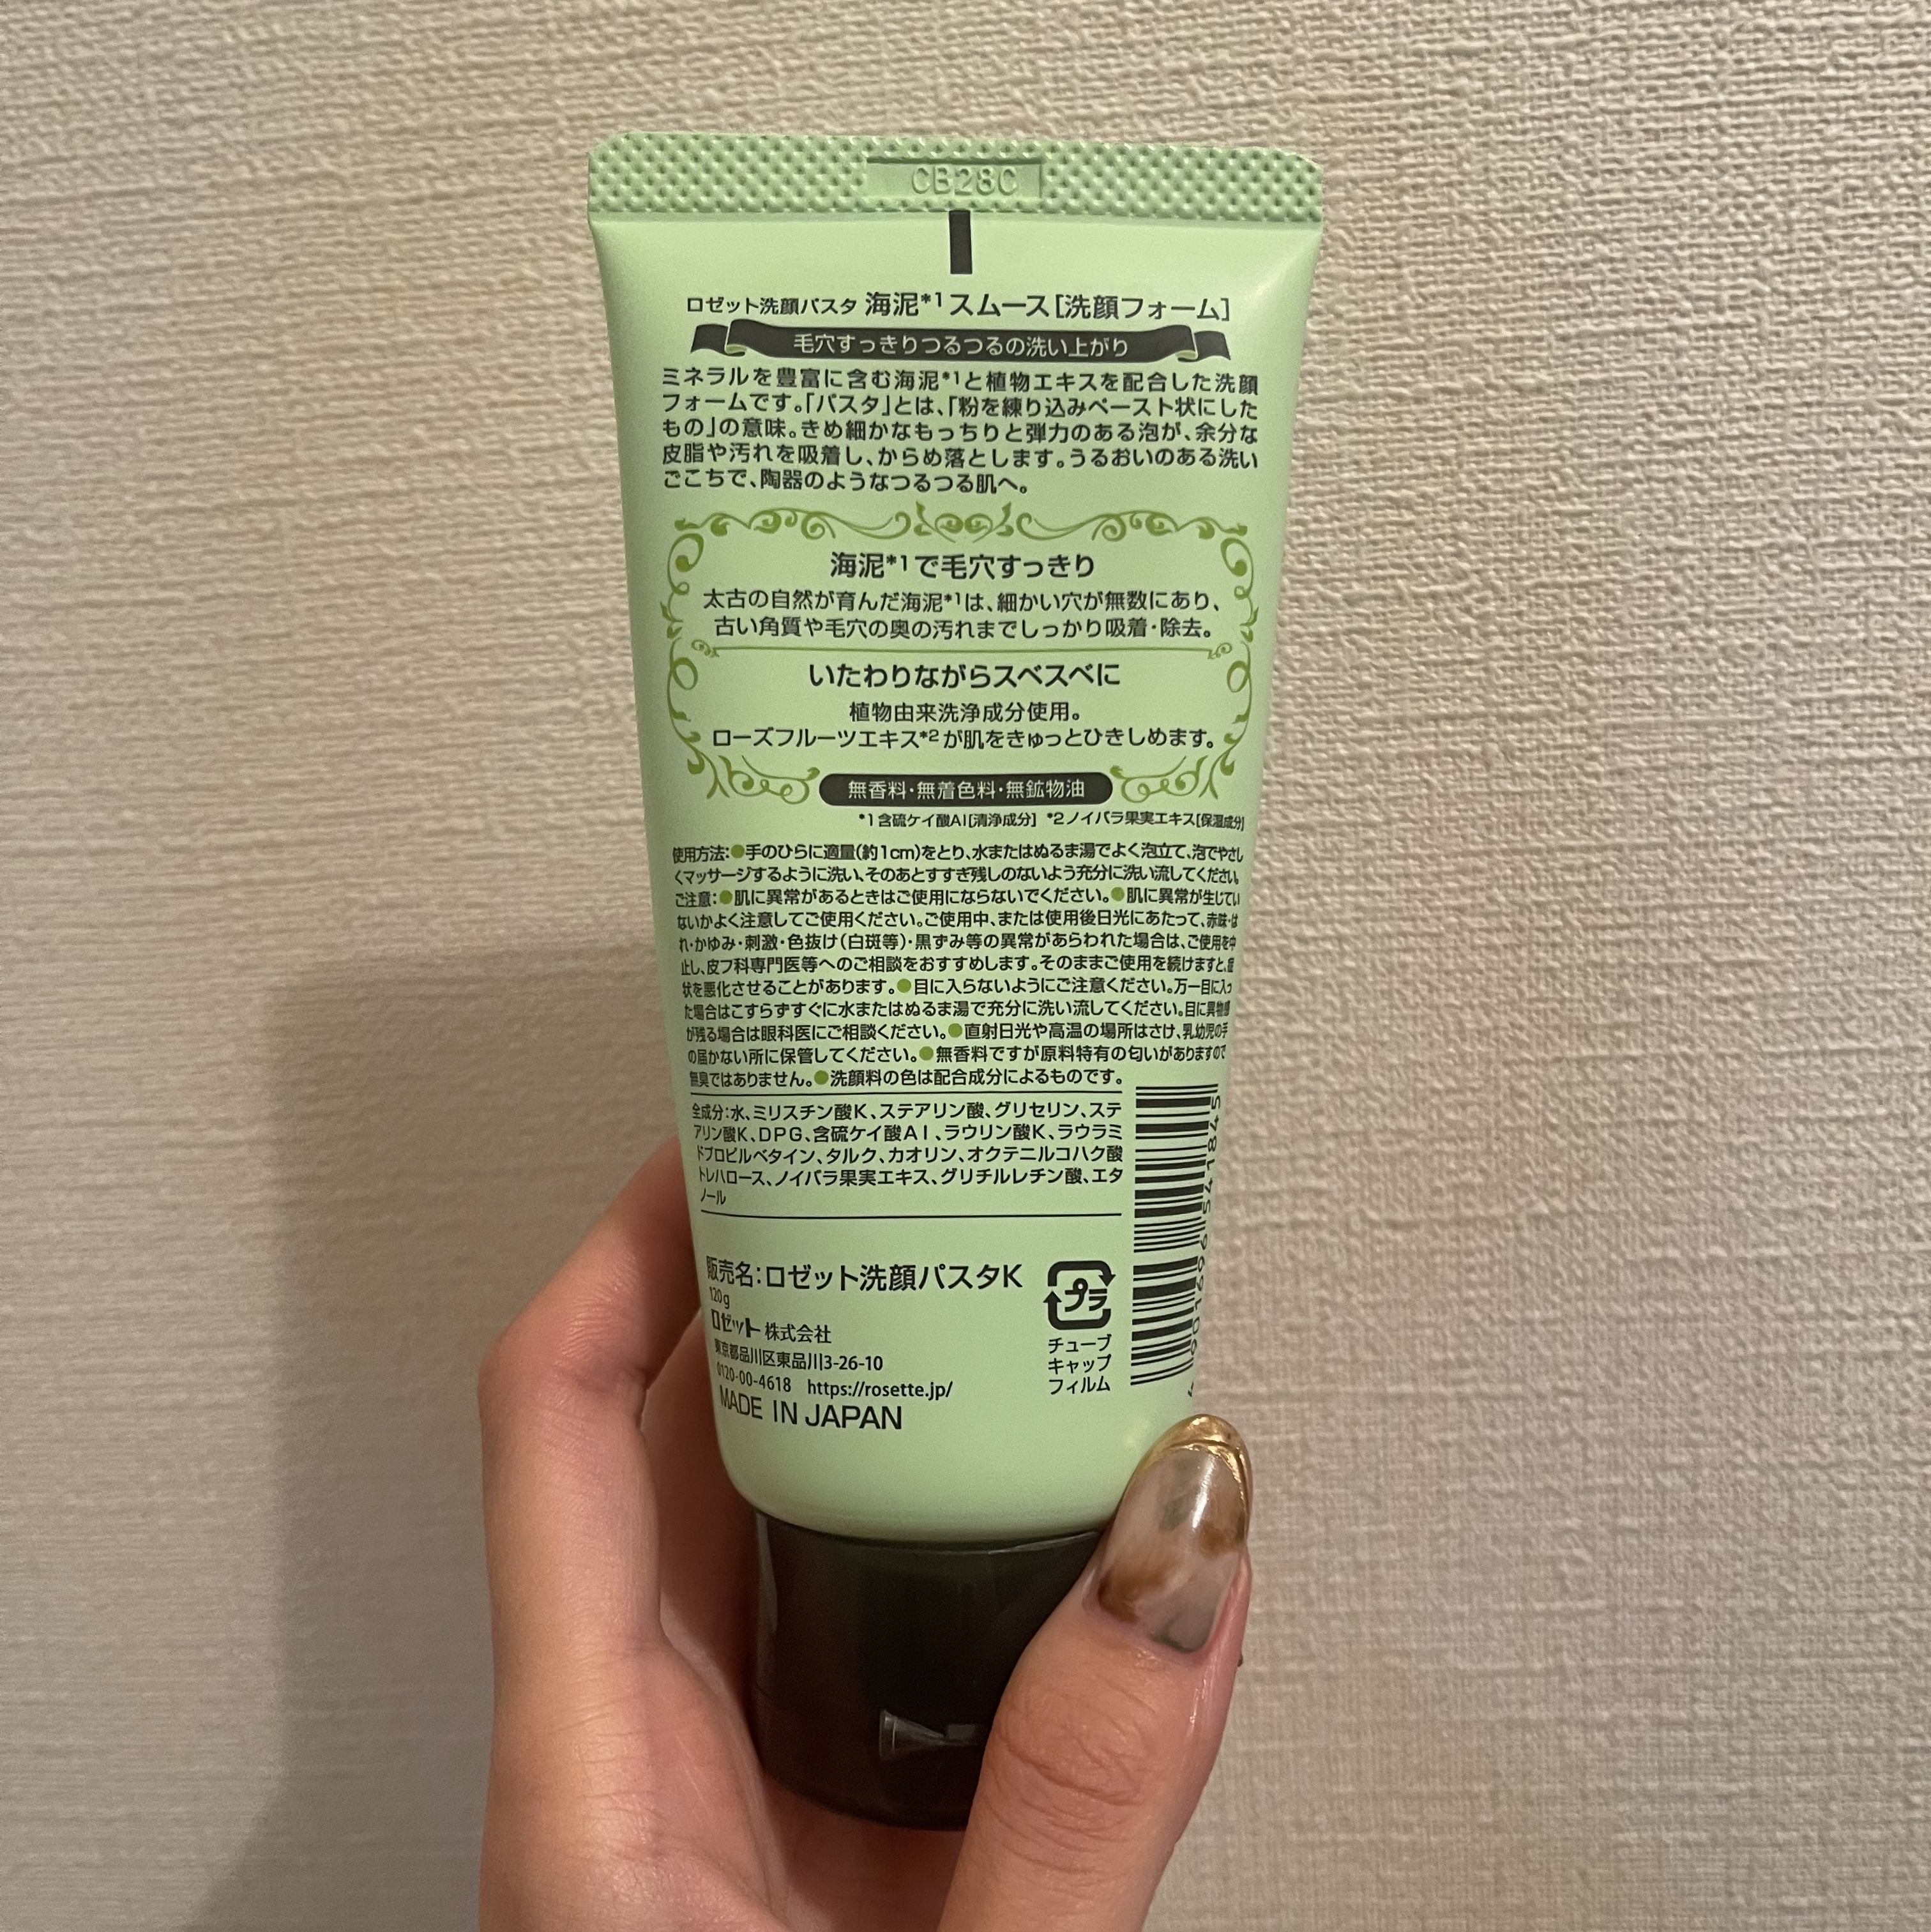 CB28C
ロゼット洗顔パスタ 海泥*1スムース[洗顔フォーム]
毛穴すっきりつるつるの洗い上がり
ミネラルを豊富に含む海泥*1と植物エキスを配合した洗顔
フォームです。「パスタ」とは、「粉を練り込みペースト状にした
もの」の意味。きめ細かなもっちりと弾力のある泡が、余分な
皮脂や汚れを吸着し、からめ落とします。うるおいのある洗い
ごこちで、陶器のようなつるつる肌へ。
海泥*1で毛穴すっきり
太古の自然が育んだ海泥*1は、細かい穴が無数にあり、
古い角質や毛穴の奥の汚れまでしっかり吸着・除去。
いたわりながらスベスベに
植物由来洗浄成分使用。
ローズフルーツエキス*2が肌をきゅっとひきしめます。
無香料・無着色料・無鉱物油
*1 含硫ケイ酸Al[清浄成分] *2 ノイバラ果実エキス[保湿成分]
使用方法:●手のひらに適量(約1cm)をとり、水またはぬるま湯でよく泡立て、泡でやさし
くマッサージするように洗い、そのあとすすぎ残しのないよう充分に洗い流してください。
ご注意:●肌に異常があるときはご使用にならないでください。●肌に異常が生じてい
ないかよく注意してご使用ください。ご使用中、または使用後日光にあたって、赤味・は
れ・かゆみ・刺激・色抜け(白斑等)・黒ずみ等の異常があらわれた場合は、ご使用を中
止し、皮フ科専門医等へのご相談をおすすめします。そのままご使用を続けますと、症
状を悪化させることがあります。●目に入らないようにご注意ください。万一目に入っ
た場合はこすらずすぐに水またはぬるま湯で充分に洗い流してください。目に異物感
が残る場合は眼科医にご相談ください。●直射日光や高温の場所はさけ、乳幼児の手
の届かない所に保管してください。●無香料ですが原料特有の匂いがありますので
無臭ではありません。●洗顔料の色は配合成分によるものです。
全成分:水、ミリスチン酸K、ステアリン酸、グリセリン、ステ
アリン酸K、DPG、含硫ケイ酸Al、ラウリン酸K、ラウラミ
ドプロピルベタイン、タルク、カオリン、オクテニルコハク酸
トレハロース、ノイバラ果実エキス、グリチルレチン酸、エタ
ノール
販売名:ロゼット洗顔パスタK
120g
ロゼット 株式会社
東京都品川区東品川3-26-10
0120-00-4618 https://rosette.jp/
MADE IN JAPAN
プラ
チューブ
キャップ
フィルム